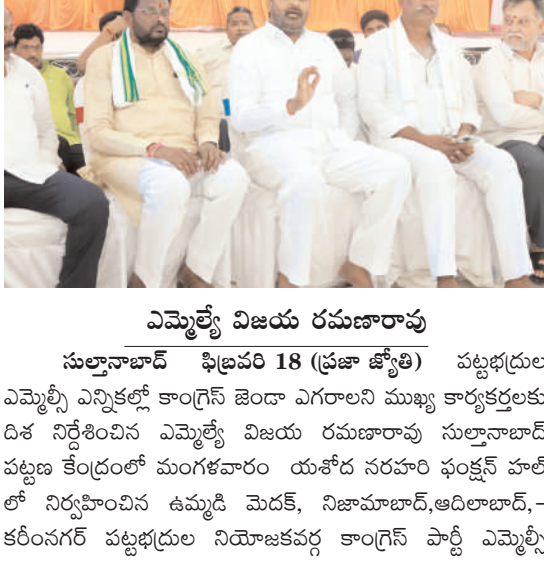 ఎమ్మెల్యే విజయ రమణారావు
సుల్తానాబాద్ ఫిబ్రవరి 18 (ప్రజా జ్యోతి) పట్టభద్రుల
ఎమ్మెల్సీ ఎన్నికల్లో కాంగ్రెస్ జెండా ఎగరాలని ముఖ్య కార్యకర్తలకు
దిశ నిర్దేశించిన ఎమ్మెల్యే విజయ రమణారావు సుల్తానాబాద్
పట్టణ కేంద్రంలో మంగళవారం యశోద నరహరి ఫంక్షన్ హల్
లో నిర్వహించిన ఉమ్మడి మెదక్, నిజామాబాద్,ఆదిలాబాద్,-
కరీంనగర్ పట్టభద్రుల నియోజకవర్గ కాంగ్రెస్ పార్టీ ఎమ్మెల్సీ